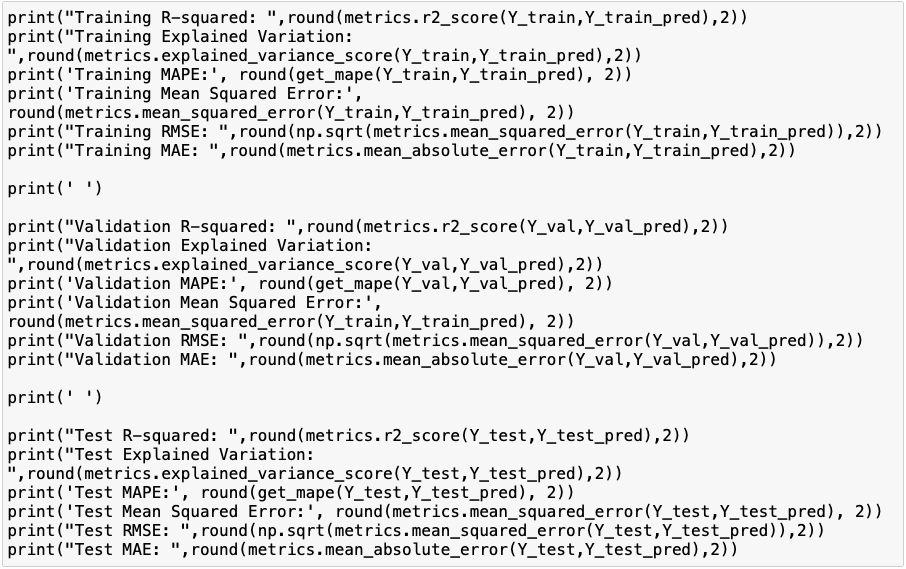 print("Training R-squared: ",round(metrics.r2_score(Y_train,Y_train_pred),2))
print("Training Explained Variation:
",round(metrics.explained_variance_score(Y_train,Y_train_pred),2))
print('Training MAPE:', round(get_mape(Y_train,Y_train_pred), 2))
print('Training Mean Squared Error:',
round(metrics.mean_squared_error(Y_train,Y_train_pred), 2))
print("Training RMSE: ",round(np.sqrt(metrics.mean_squared_error(Y_train,Y_train_pred)),2))
print("Training MAE: ",round(metrics.mean_absolute_error(Y_train,Y_train_pred),2))

print(' ')

print("Validation R-squared: ",round(metrics.r2_score(Y_val,Y_val_pred),2))
print("Validation Explained Variation:
",round(metrics.explained_variance_score(Y_val,Y_val_pred),2))
print('Validation MAPE:', round(get_mape(Y_val,Y_val_pred), 2))
print('Validation Mean Squared Error:',
round(metrics.mean_squared_error(Y_train,Y_train_pred), 2))
print("Validation RMSE: ",round(np.sqrt(metrics.mean_squared_error(Y_val,Y_val_pred)),2))
print("Validation MAE: ",round(metrics.mean_absolute_error(Y_val,Y_val_pred),2))

print(' ')

print("Test R-squared: ",round(metrics.r2_score(Y_test,Y_test_pred),2))
print("Test Explained Variation:
",round(metrics.explained_variance_score(Y_test,Y_test_pred),2))
print('Test MAPE:', round(get_mape(Y_test,Y_test_pred), 2))
print('Test Mean Squared Error:', round(metrics.mean_squared_error(Y_test,Y_test_pred), 2))
print("Test RMSE: ",round(np.sqrt(metrics.mean_squared_error(Y_test,Y_test_pred)),2))
print("Test MAE: ",round(metrics.mean_absolute_error(Y_test,Y_test_pred),2))